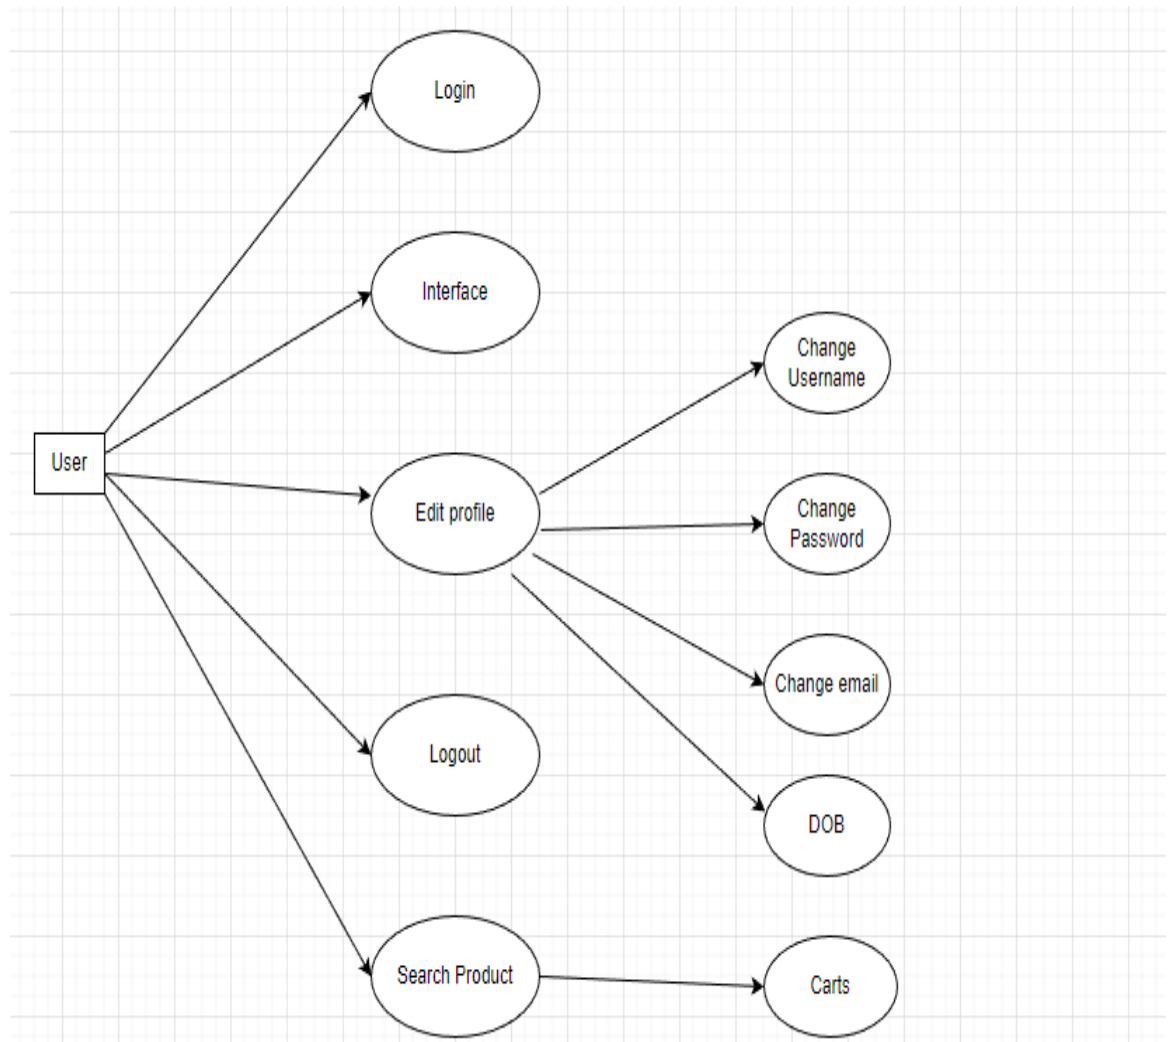 Login
Interface
Change
Username
User
Edit profile
Change
Password
Change email
Logout
DOB
Search Product
Carts